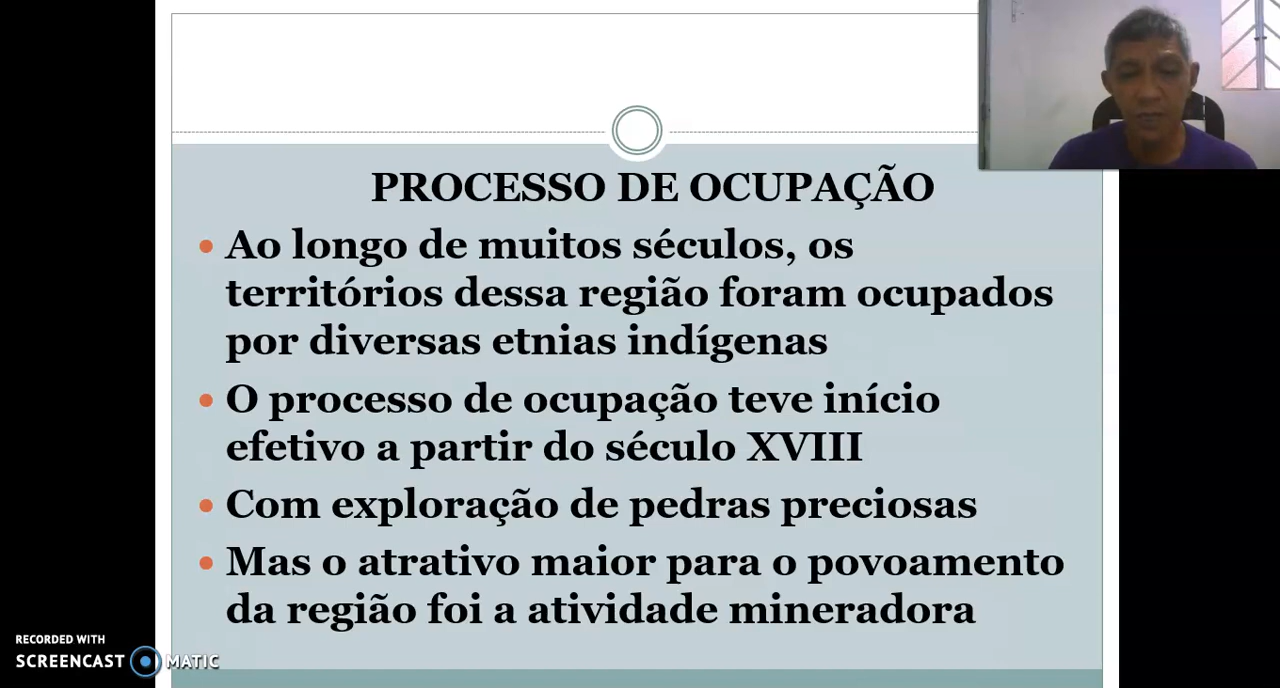 PROCESSO DE OCUPAÇÃO
Ao longo de muitos séculos, os
territórios dessa região foram ocupados
por diversas etnias indígenas
O processo de ocupação teve início
efetivo a partir do século XVIII
Com exploração de pedras preciosas
Mas o atrativo maior para o povoamento
da região foi a atividade mineradora
RECORDED WITH
SCREENCAST MATIC